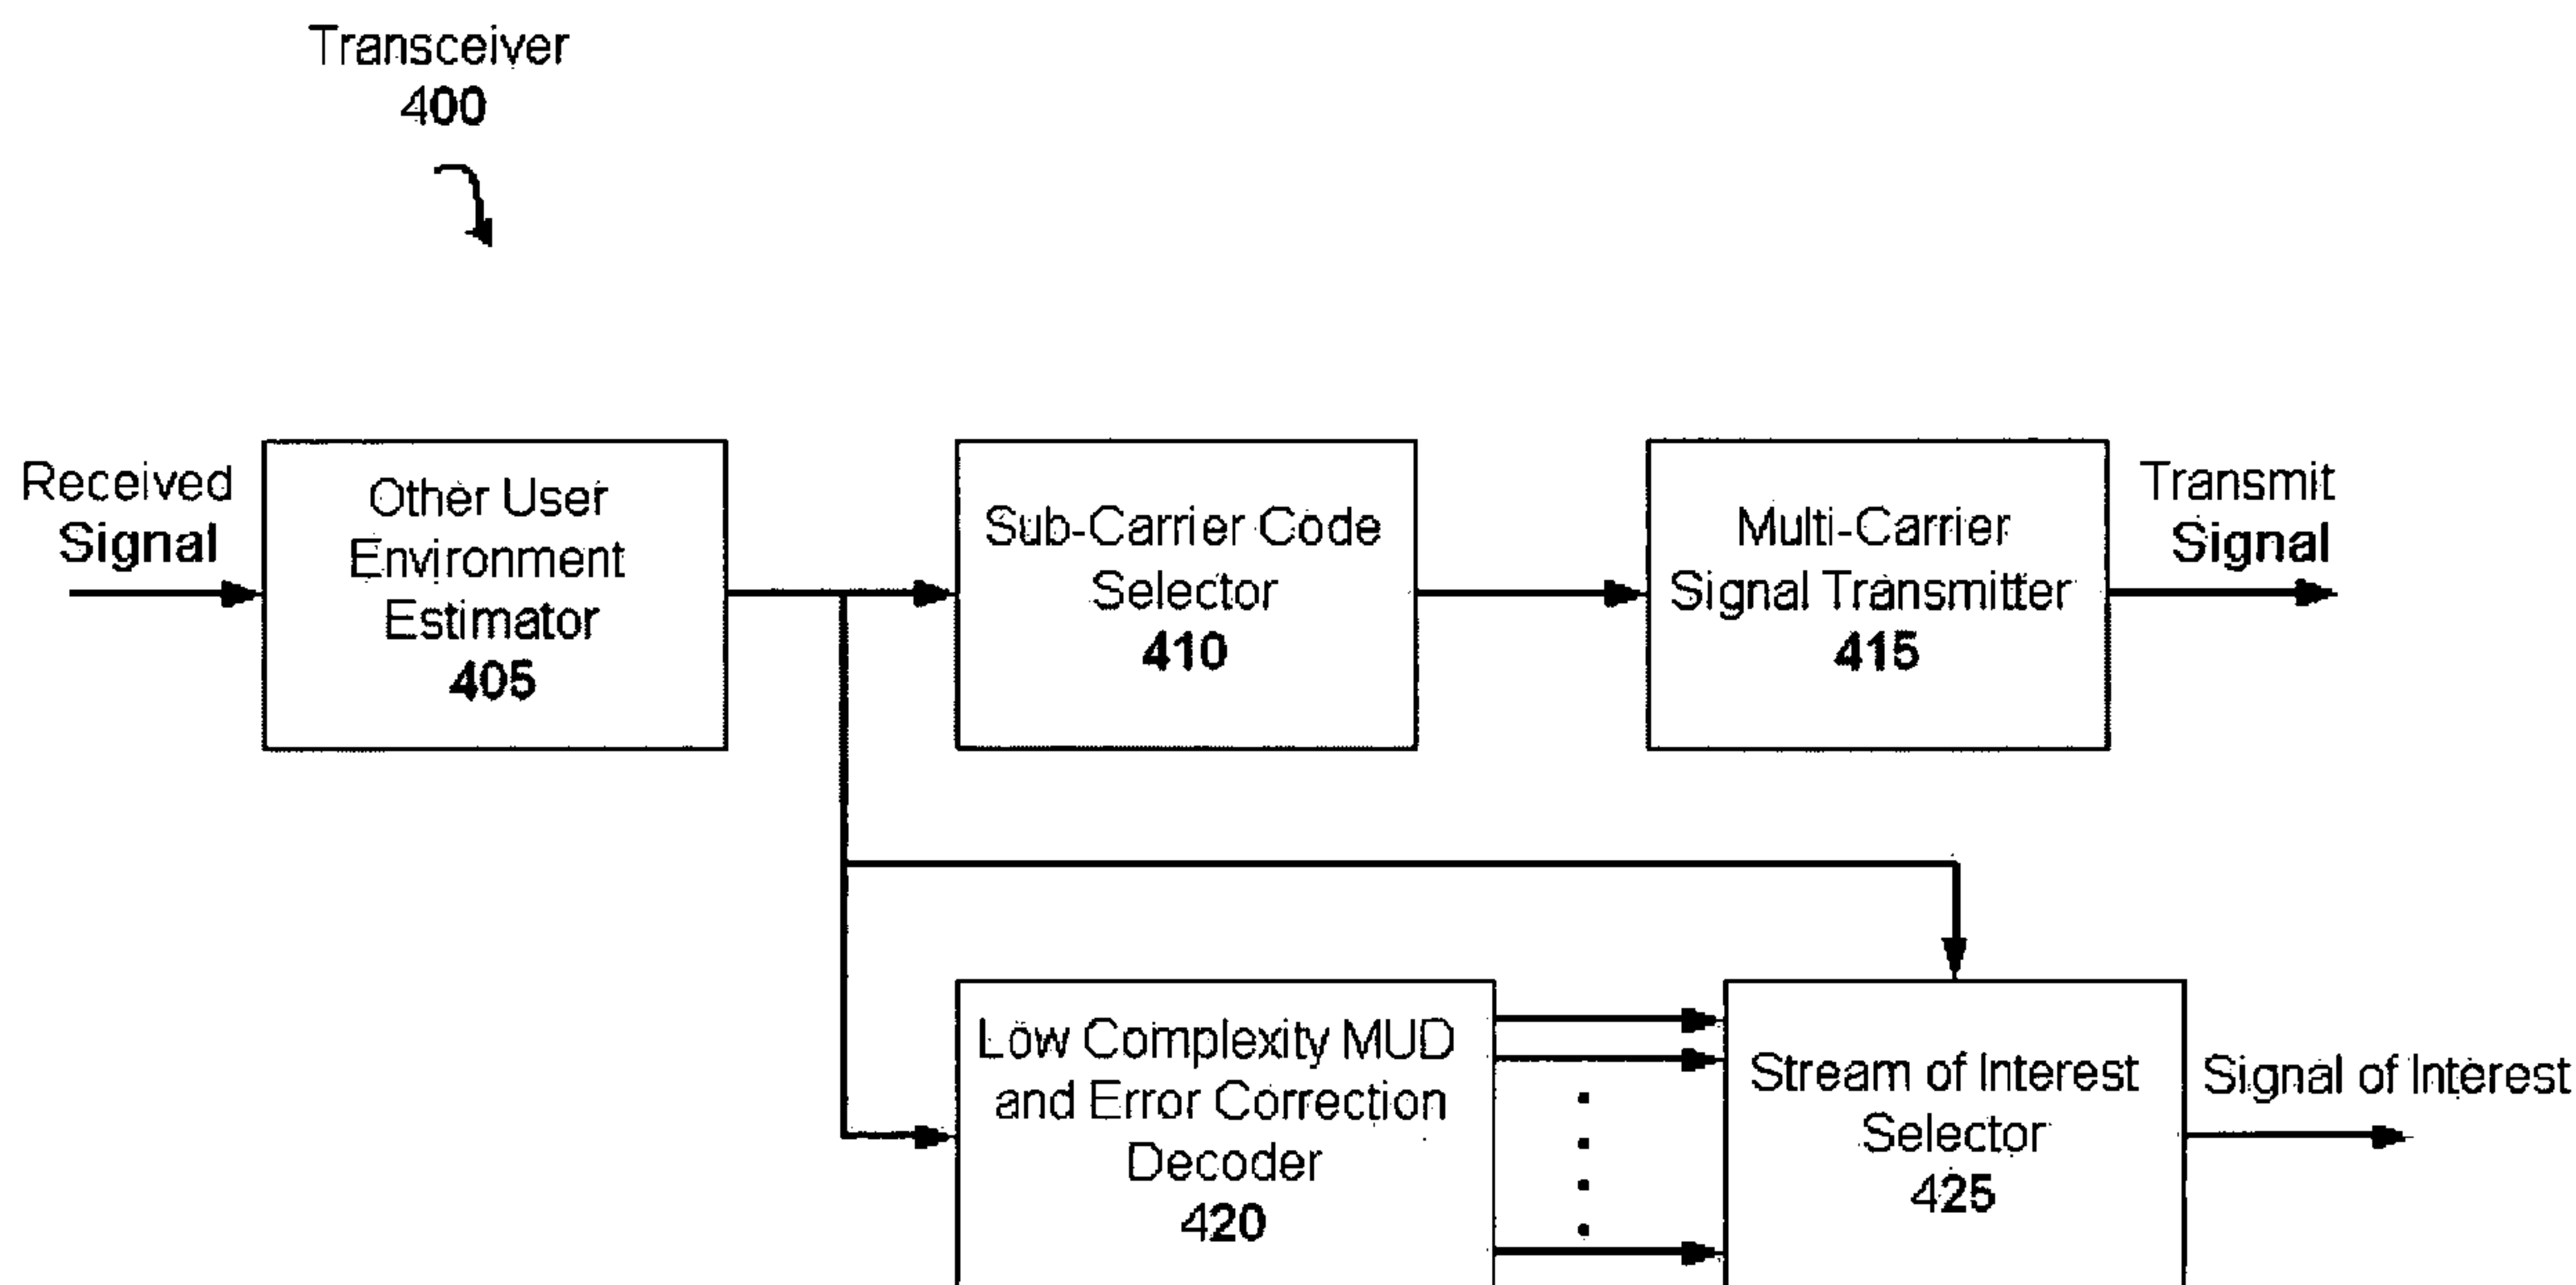 Transceiver
400
Received
Signal
Other User
Environment
Estimator
405
Sub-Carrier Code
Selector
410
Multi-Carrier
Signal Transmitter
415
Transmit
Signal
Low Complexity MUD
and Error Correction
Decoder
420
Stream of Interest
Selector
425
Signal of Interest